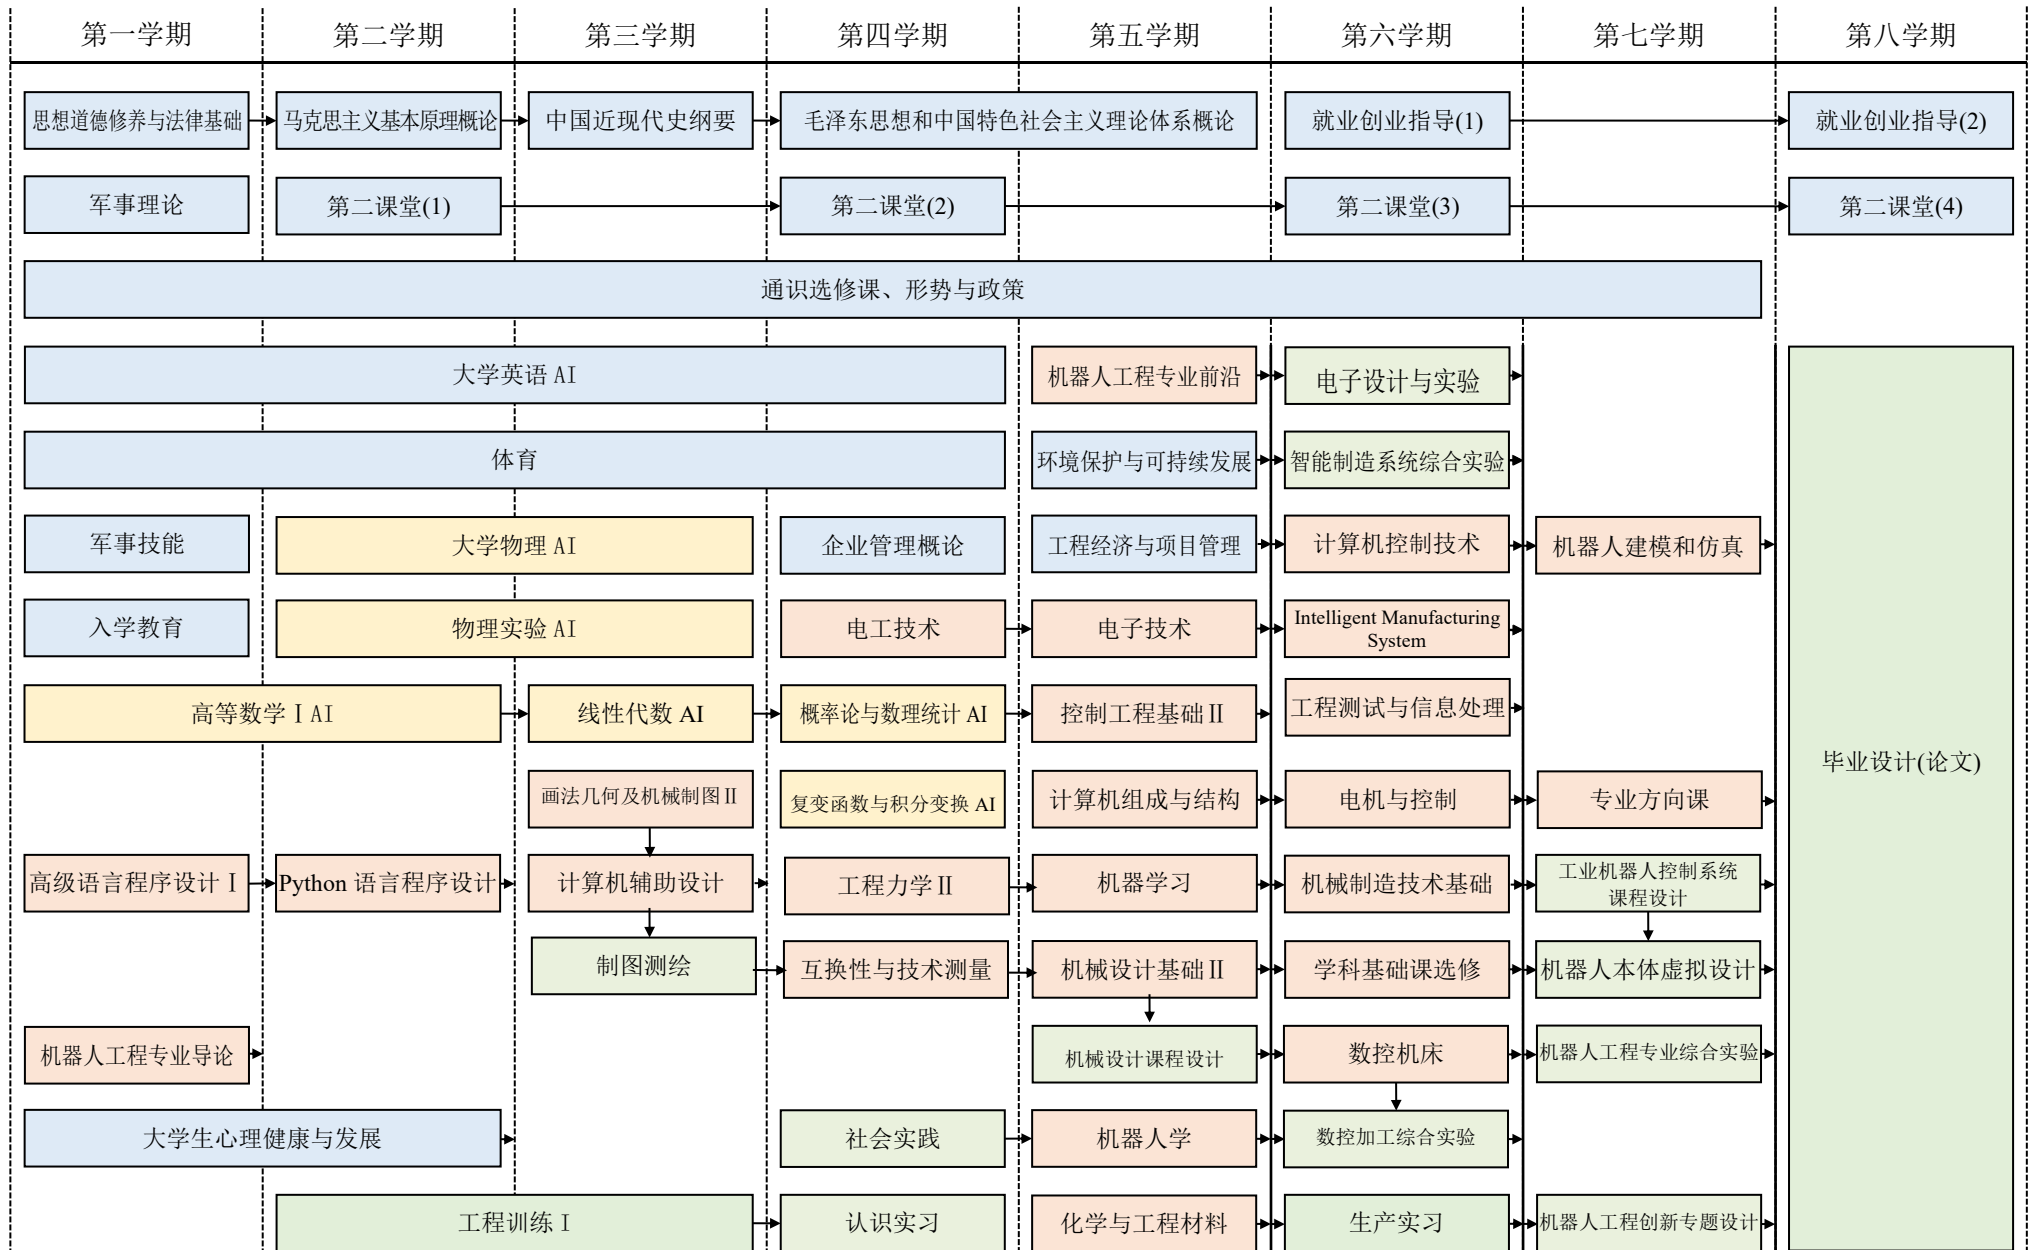 第一学期
第二学期
第三学期
第四学期
第五学期
第六学期
第七学期
第八学期
思想道德修养与法律基础
马克思主义基本原理概论
中国近现代史纲要
毛泽东思想和中国特色社会主义理论体系概论
就业创业指导(1)
就业创业指导(2)
军事理论
第二课堂(1)
第二课堂(2)
第二课堂(3)
第二课堂(4)
通识选修课、形势与政策
大学英语 AI
机器人工程专业前沿
电子设计与实验
体育
环境保护与可持续发展
智能制造系统综合实验
军事技能
大学物理 AI
企业管理概论
工程经济与项目管理
计算机控制技术
机器人建模和仿真
入学教育
物理实验 AI
电工技术
电子技术
Intelligent Manufacturing
System
高等数学Ⅰ AI
线性代数 AI
概率论与数理统计 AI
控制工程基础Ⅱ
工程测试与信息处理
毕业设计(论文)
画法几何及机械制图Ⅱ
复变函数与积分变换 AI
计算机组成与结构
电机与控制
专业方向课
高级语言程序设计Ⅰ
Python 语言程序设计
计算机辅助设计
工程力学Ⅱ
机器学习
机械制造技术基础
工业机器人控制系统
课程设计
制图测绘
互换性与技术测量
机械设计基础Ⅱ
学科基础课选修
机器人本体虚拟设计
机器人工程专业导论
机械设计课程设计
数控机床
机器人工程专业综合实验
大学生心理健康与发展
社会实践
机器人学
数控加工综合实验
工程训练Ⅰ
认识实习
化学与工程材料
生产实习
机器人工程创新专题设计